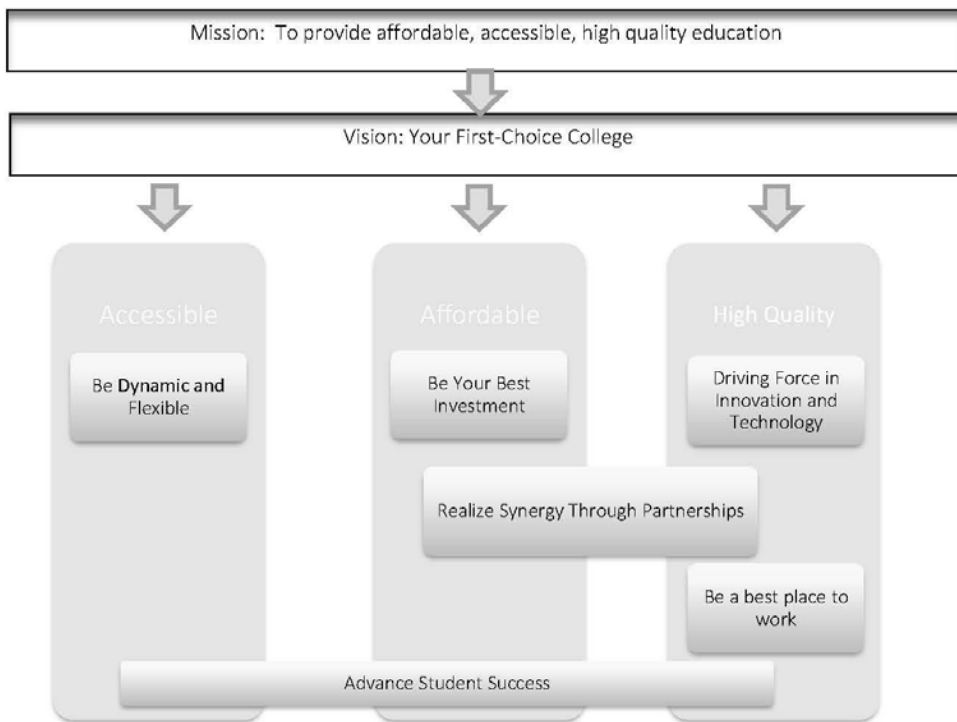 Mission: To provide affordable, accessible, high quality education
Vision: Your First-Choice College
Accessible
Affordable
High Quality
Be Dynamic and
Flexible
Be Your Best
Investment
Driving Force in
Innovation and
Technology
Realize Synergy Through Partnerships
Be a best place to
work
Advance Student Success